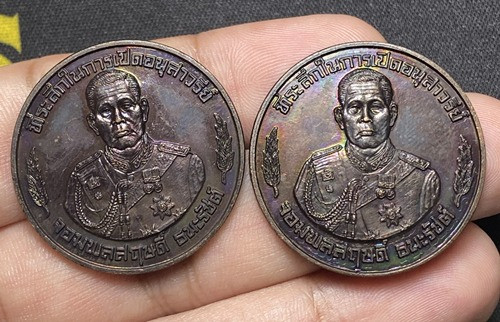 ที่ระลึกในการเปิดอนุสาวรีย์
จอมพลสฤษดิ์ ธนะรัชต์
ที่ระลึกในการเปิดอนุสาวรีย์
จอมพลสฤษดิ์ ธนะรัชต์